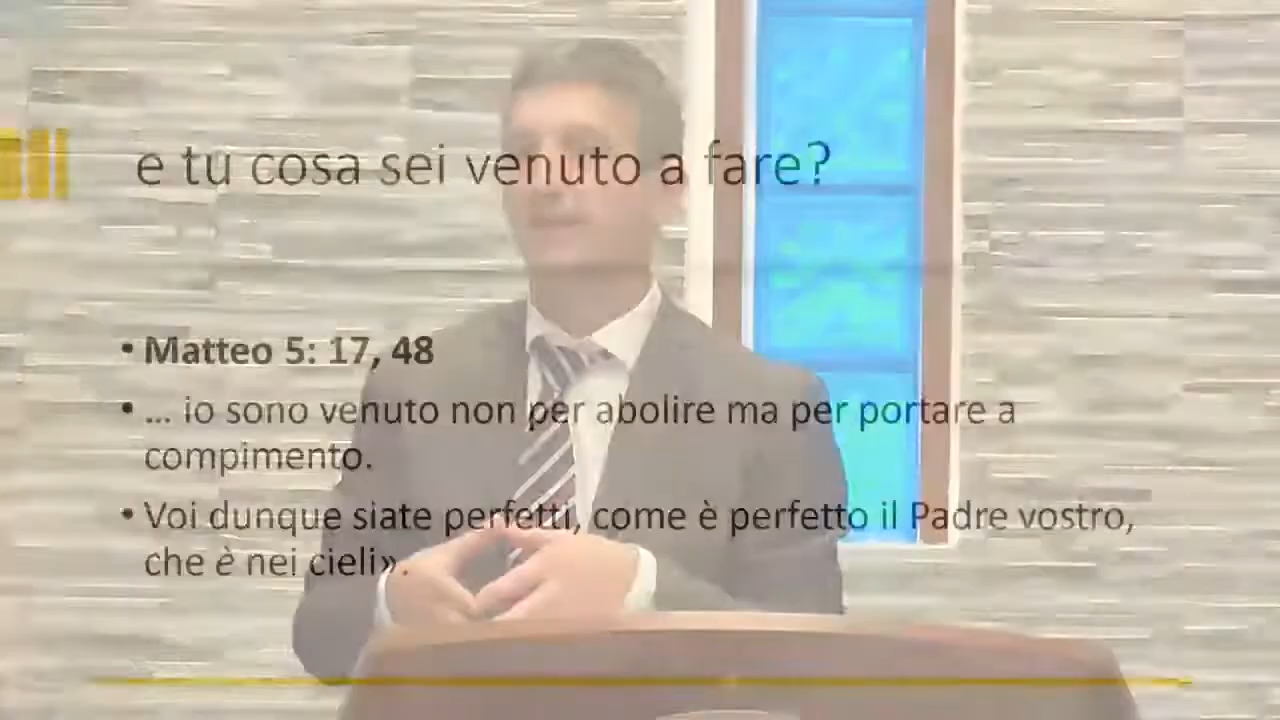 e tu cosa sei venuto a fare?
• Matteo 5: 17, 48
• ... io sono venuto non per abolire ma per portare a
compimento.
• Voi dunque siate perfetti, come è perfetto il Padre vostro,
che è nei cieli».